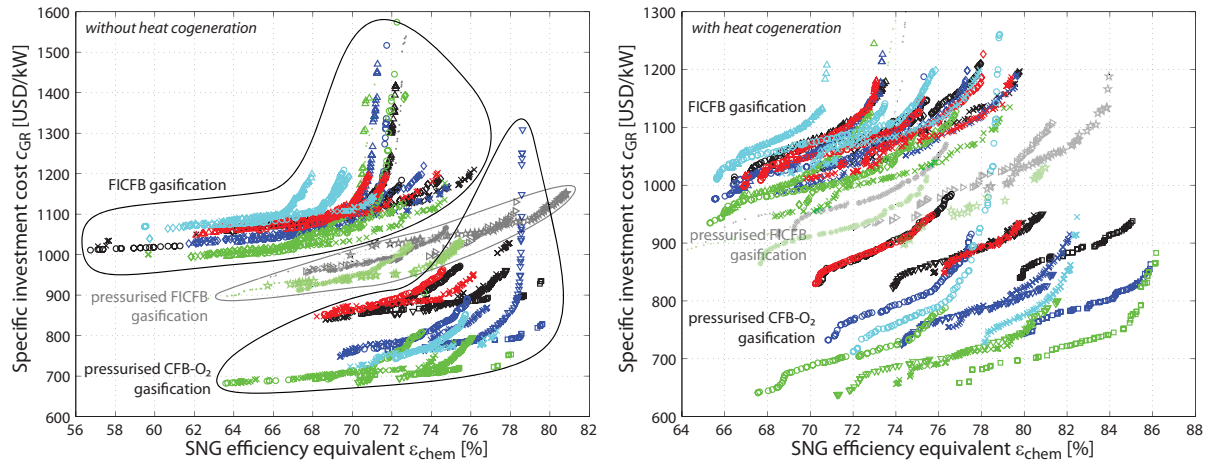 without heat cogeneration
Specific investment cost c_GR [USD/kW]
1600
1500
1400
1300
1200
1100
1000
900
800
700
600
FICFB gasification
pressurised FICFB
gasification
pressurised CFB-O₂
gasification
56 58 60 62 64 66 68 70 72 74 76 78 80 82
SNG efficiency equivalent ε_chem [%]
with heat cogeneration
Specific investment cost c_GR [USD/kW]
1300
1200
1100
1000
900
800
700
600
FICFB gasification
pressurised FICFB
gasification
pressurised CFB-O₂
gasification
64 66 68 70 72 74 76 78 80 82 84 86 88
SNG efficiency equivalent ε_chem [%]